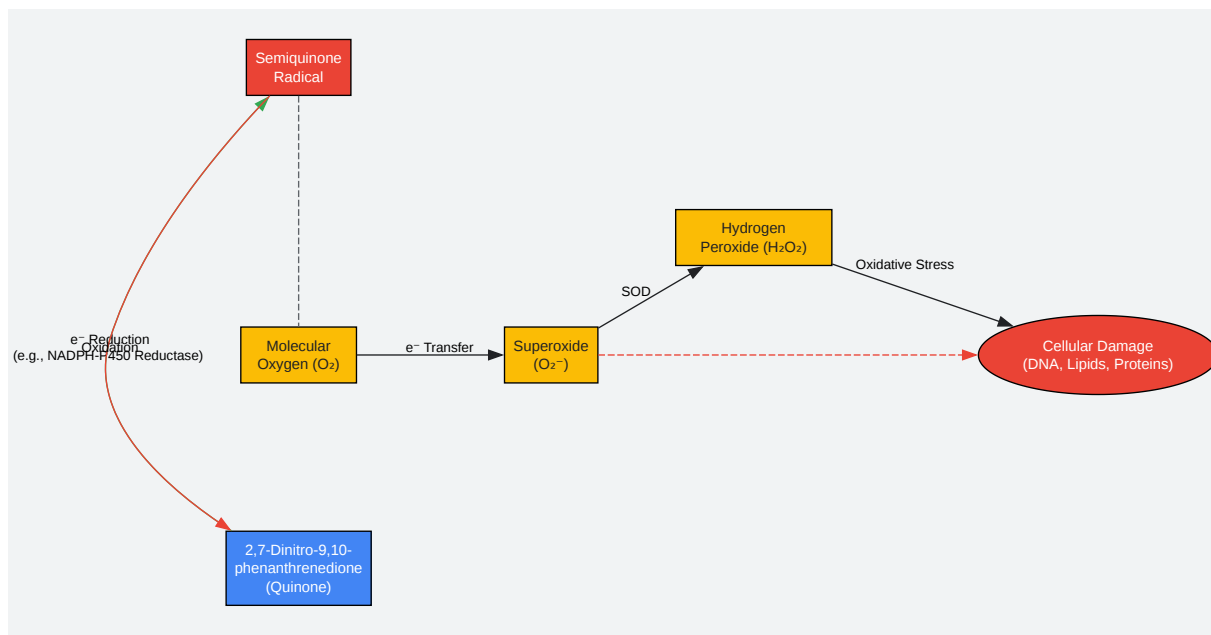 Semiquinone
Radical
Hydrogen
Peroxide (H₂O₂)
Oxidative Stress
SOD
e⁻ Reduction
(e.g., NADPH-P450 Reductase)
Oxidation
Molecular
Oxygen (O₂)
e⁻ Transfer
Superoxide
(O₂⁻)
Cellular Damage
(DNA, Lipids, Proteins)
2,7-Dinitro-9,10-
phenanthrenedione
(Quinone)